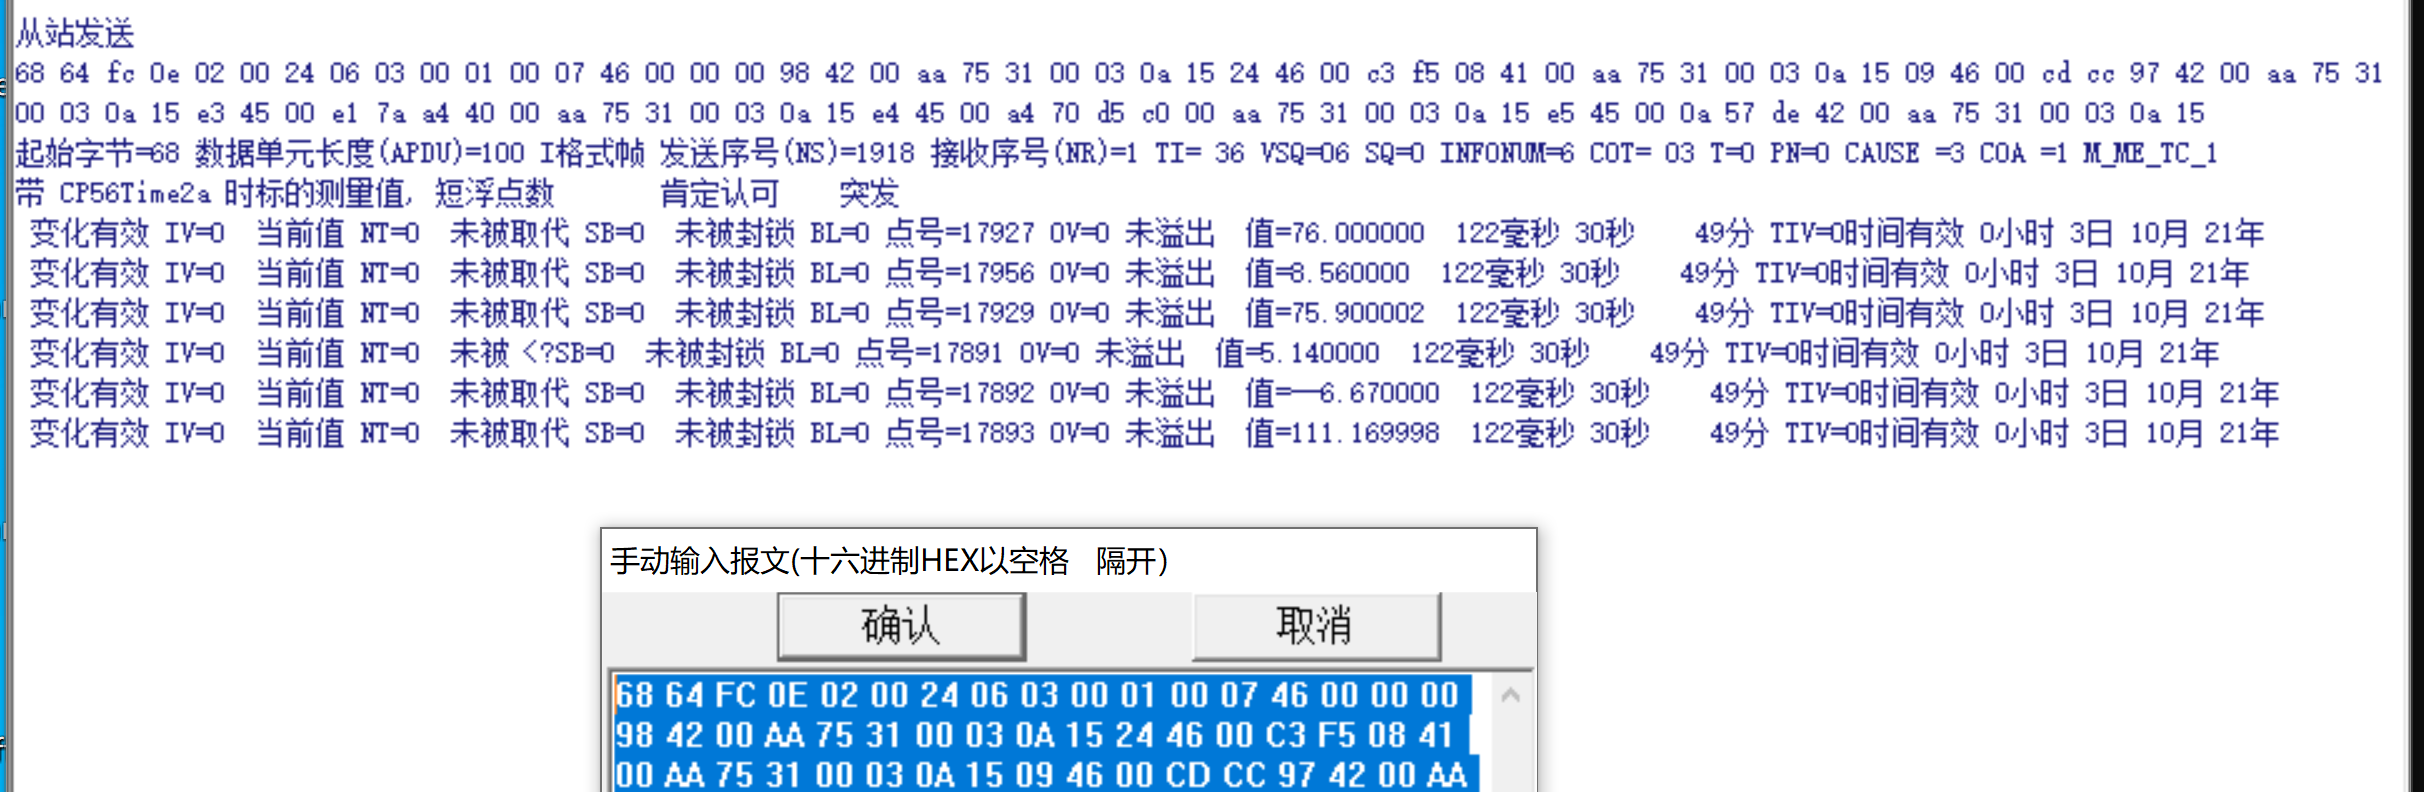 从站发送
68 64 fc 0e 02 00 24 06 03 00 01 00 07 46 00 00 00 98 42 00 aa 75 31 00 03 0a 15 24 46 00 c3 f5 08 41 00 aa 75 31 00 03 0a 15 09 46 00 cd cc 97 42 00 aa 75 31
00 03 0a 15 e3 45 00 e1 7a a4 40 00 aa 75 31 00 03 0a 15 e4 45 00 a4 70 d5 c0 00 aa 75 31 00 03 0a 15 e5 45 00 0a 57 de 42 00 aa 75 31 00 03 0a 15
起始字节=68 数据单元长度(APDU)=100 I格式帧 发送序号(NS)=1918 接收序号(NR)=1 TI= 36 VSQ=06 SQ=0 INFONUM=6 COT= 03 T=0 PN=0 CAUSE =3 COA =1 M_ME_TC_1
带 CP56Time2a 时标的测量值, 短浮点数 肯定认可 突发
变化有效 IV=0 当前值 NT=0 未被取代 SB=0 未被封锁 BL=0 点号=17927 OV=0 未溢出 值=76.000000 122毫秒 30秒 49分 TIV=0时间有效 0小时 3日 10月 21年
变化有效 IV=0 当前值 NT=0 未被取代 SB=0 未被封锁 BL=0 点号=17956 OV=0 未溢出 值=8.560000 122毫秒 30秒 49分 TIV=0时间有效 0小时 3日 10月 21年
变化有效 IV=0 当前值 NT=0 未被取代 SB=0 未被封锁 BL=0 点号=17929 OV=0 未溢出 值=75.900002 122毫秒 30秒 49分 TIV=0时间有效 0小时 3日 10月 21年
变化有效 IV=0 当前值 NT=0 未被 <?SB=0 未被封锁 BL=0 点号=17891 OV=0 未溢出 值=5.140000 122毫秒 30秒 49分 TIV=0时间有效 0小时 3日 10月 21年
变化有效 IV=0 当前值 NT=0 未被取代 SB=0 未被封锁 BL=0 点号=17892 OV=0 未溢出 值=—6.670000 122毫秒 30秒 49分 TIV=0时间有效 0小时 3日 10月 21年
变化有效 IV=0 当前值 NT=0 未被取代 SB=0 未被封锁 BL=0 点号=17893 OV=0 未溢出 值=111.169998 122毫秒 30秒 49分 TIV=0时间有效 0小时 3日 10月 21年
手动输入报文(十六进制HEX以空格 隔开)
确认 取消
68 64 FC 0E 02 00 24 06 03 00 01 00 07 46 00 00 00
98 42 00 AA 75 31 00 03 0A 15 24 46 00 C3 F5 08 41
00 AA 75 31 00 03 0A 15 09 46 00 CD CC 97 42 00 AA